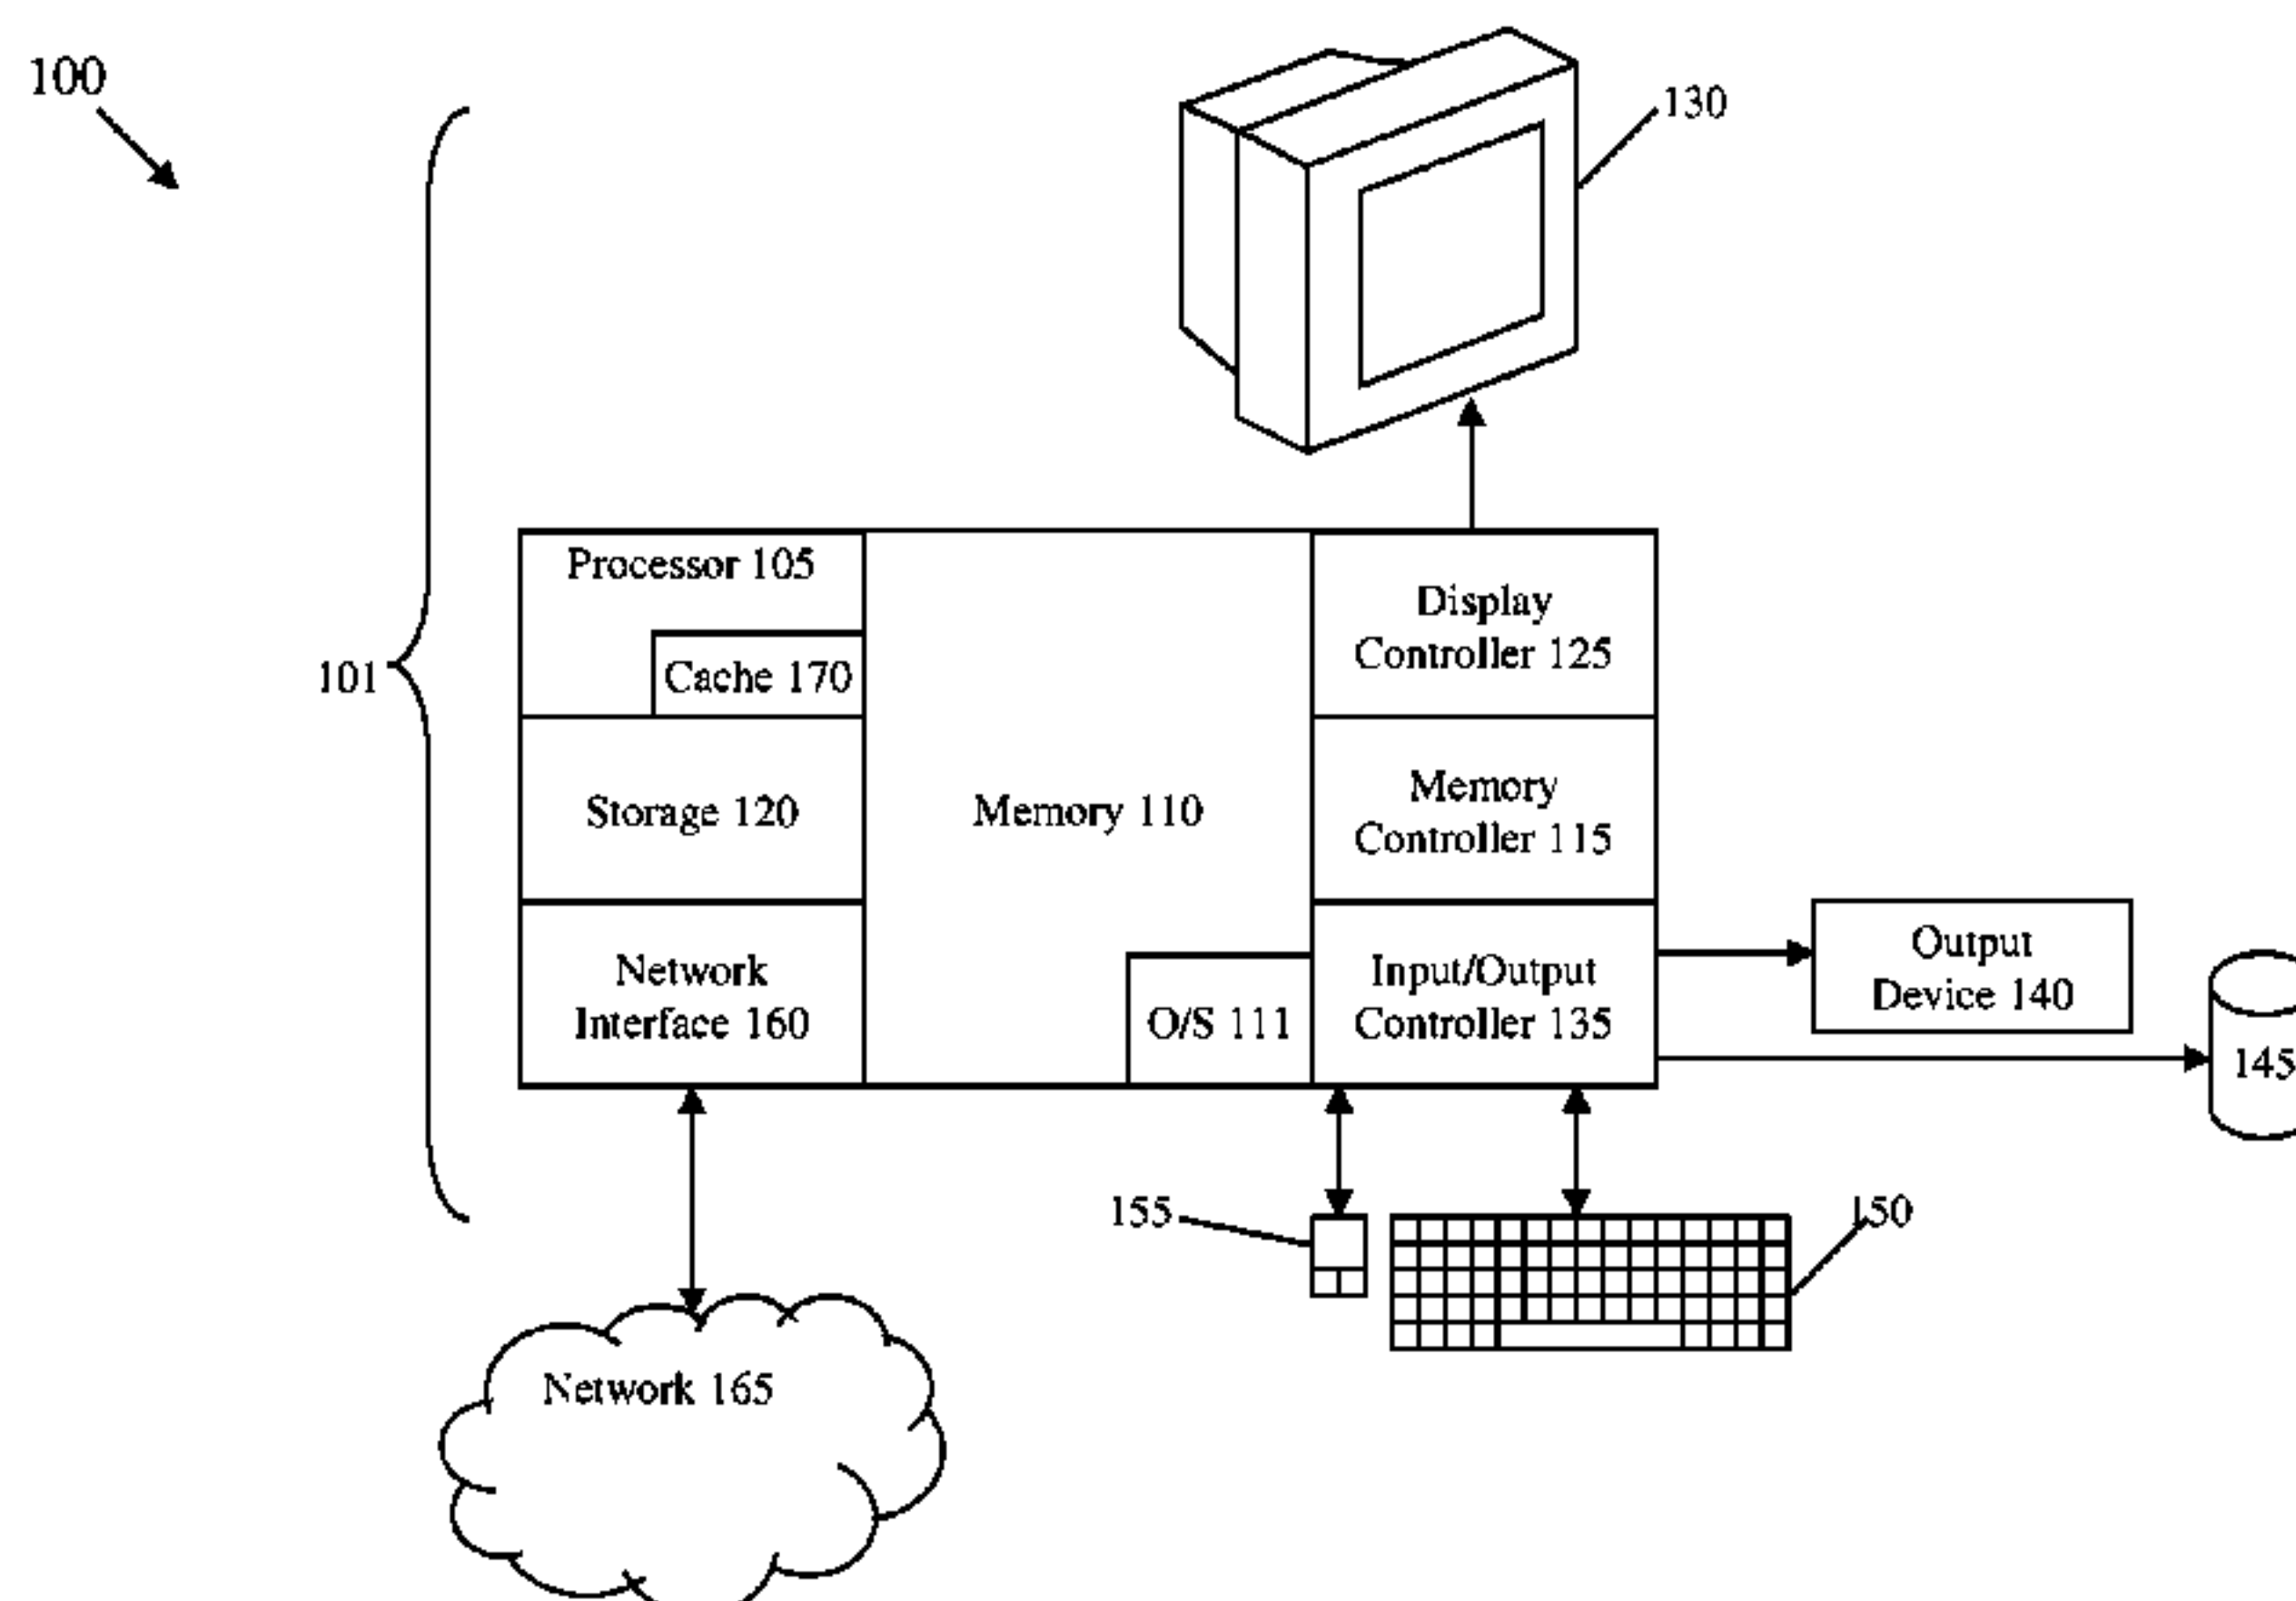 100
130
Processor 105
Cache 170
Display
Controller 125
101
Storage 120
Memory 110
Memory
Controller 115
Network
Interface 160
O/S 111
Input/Output
Controller 135
Output
Device 140
145
155
150
Network 165